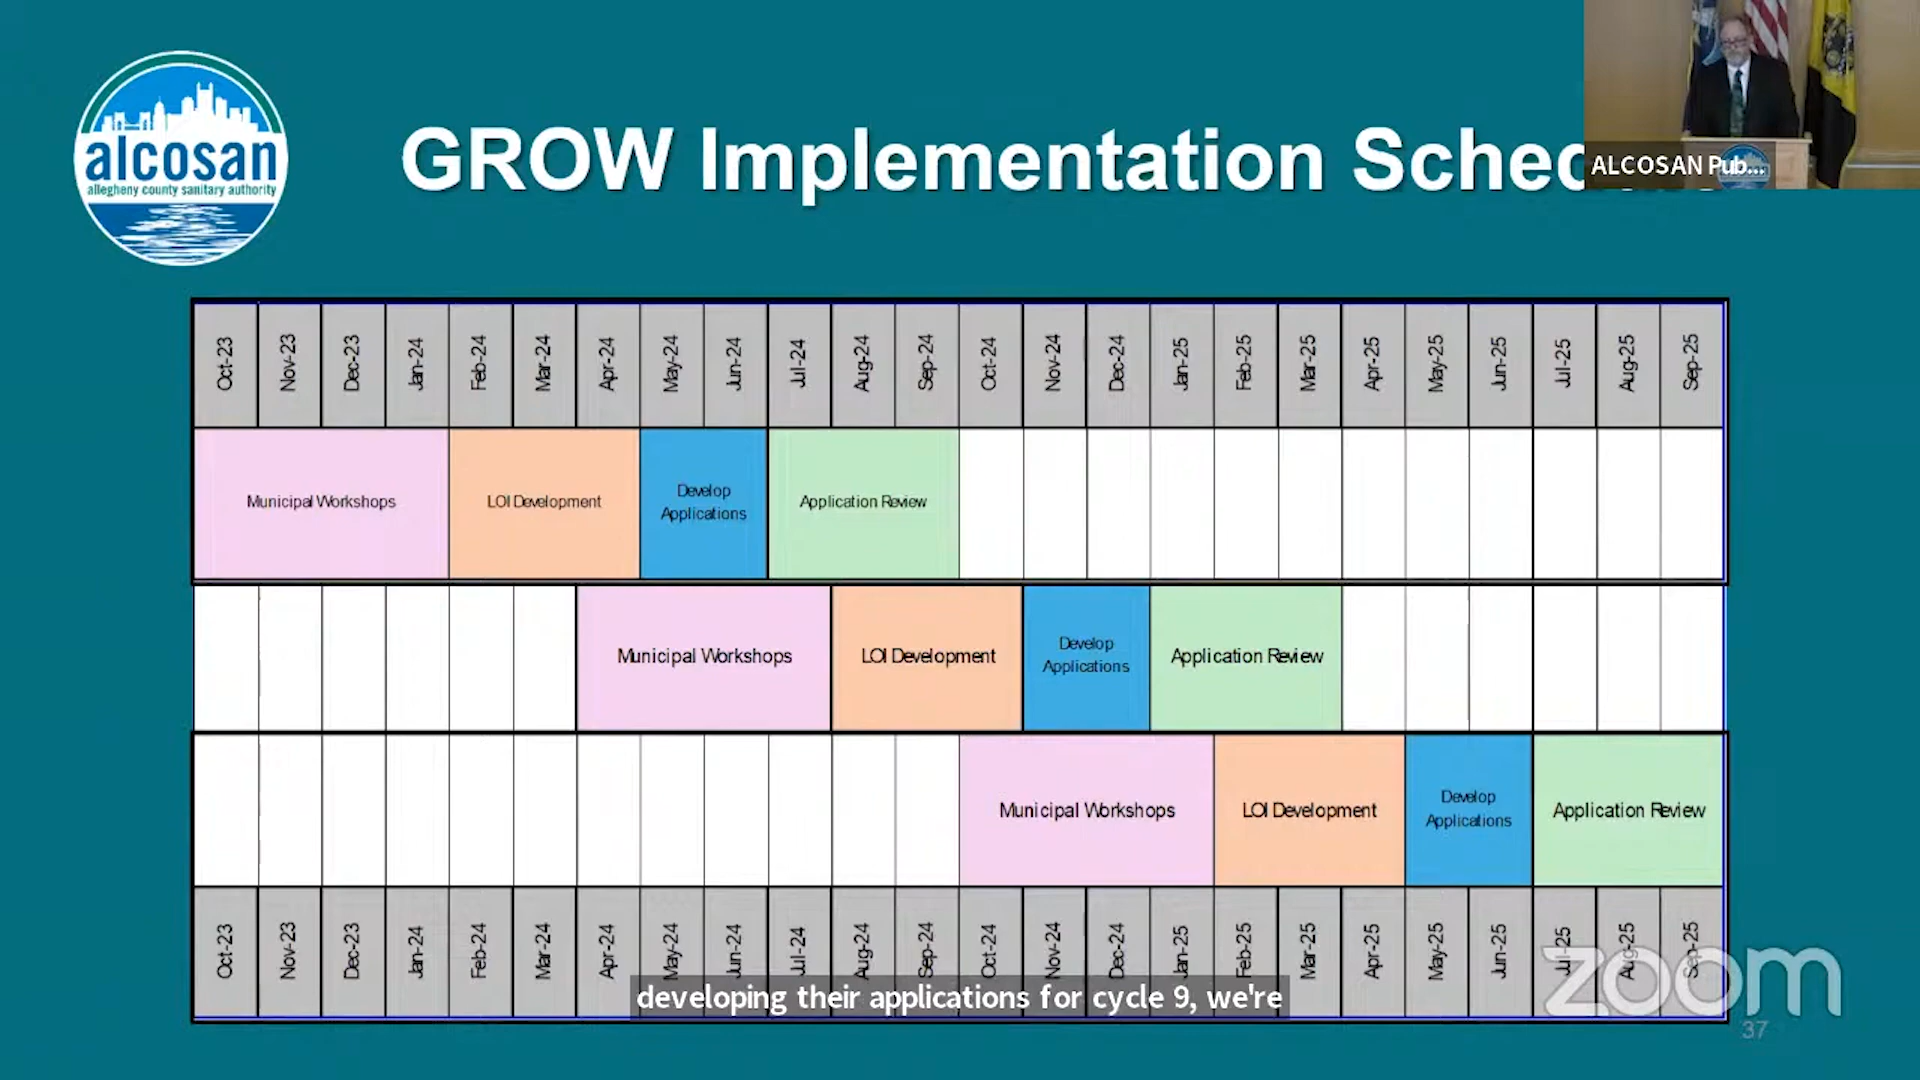 alcosan
allegheny county sanitary authority
GROW Implementation Sched
ALCOSAN Pub...
Oct-23 Nov-23 Dec-23 Jan-24 Feb-24 Mar-24 Apr-24 May-24 Jun-24 Jul-24 Aug-24 Sep-24 Oct-24 Nov-24 Dec-24 Jan-25 Feb-25 Mar-25 Apr-25 May-25 Jun-25 Jul-25 Aug-25 Sep-25
Municipal Workshops
LOI Development
Develop
Applications
Application Review
Municipal Workshops
LOI Development
Develop
Applications
Application Review
Municipal Workshops
LOI Development
Develop
Applications
Application Review
Oct-23 Nov-23 Dec-23 Jan-24 Feb-24 Mar-24 Apr-24 May-24 Jun-24 Jul-24 Aug-24 Sep-24 Oct-24 Nov-24 Dec-24 Jan-25 Feb-25 Mar-25 Apr-25 May-25 Jun-25 Jul-25 Aug-25 Sep-25
developing their applications for cycle 9, we're
zoom
37